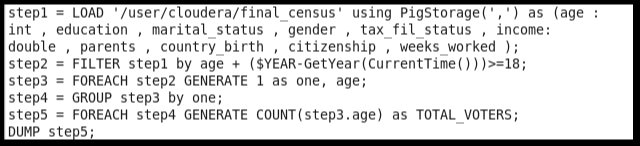 step1 = LOAD '/user/cloudera/final_census' using PigStorage(',') as (age :
int , education , marital_status , gender , tax_fil_status , income:
double , parents , country_birth , citizenship , weeks_worked );
step2 = FILTER step1 by age + ($YEAR-GetYear(CurrentTime()))>=18;
step3 = FOREACH step2 GENERATE 1 as one, age;
step4 = GROUP step3 by one;
step5 = FOREACH step4 GENERATE COUNT(step3.age) as TOTAL_VOTERS;
DUMP step5;